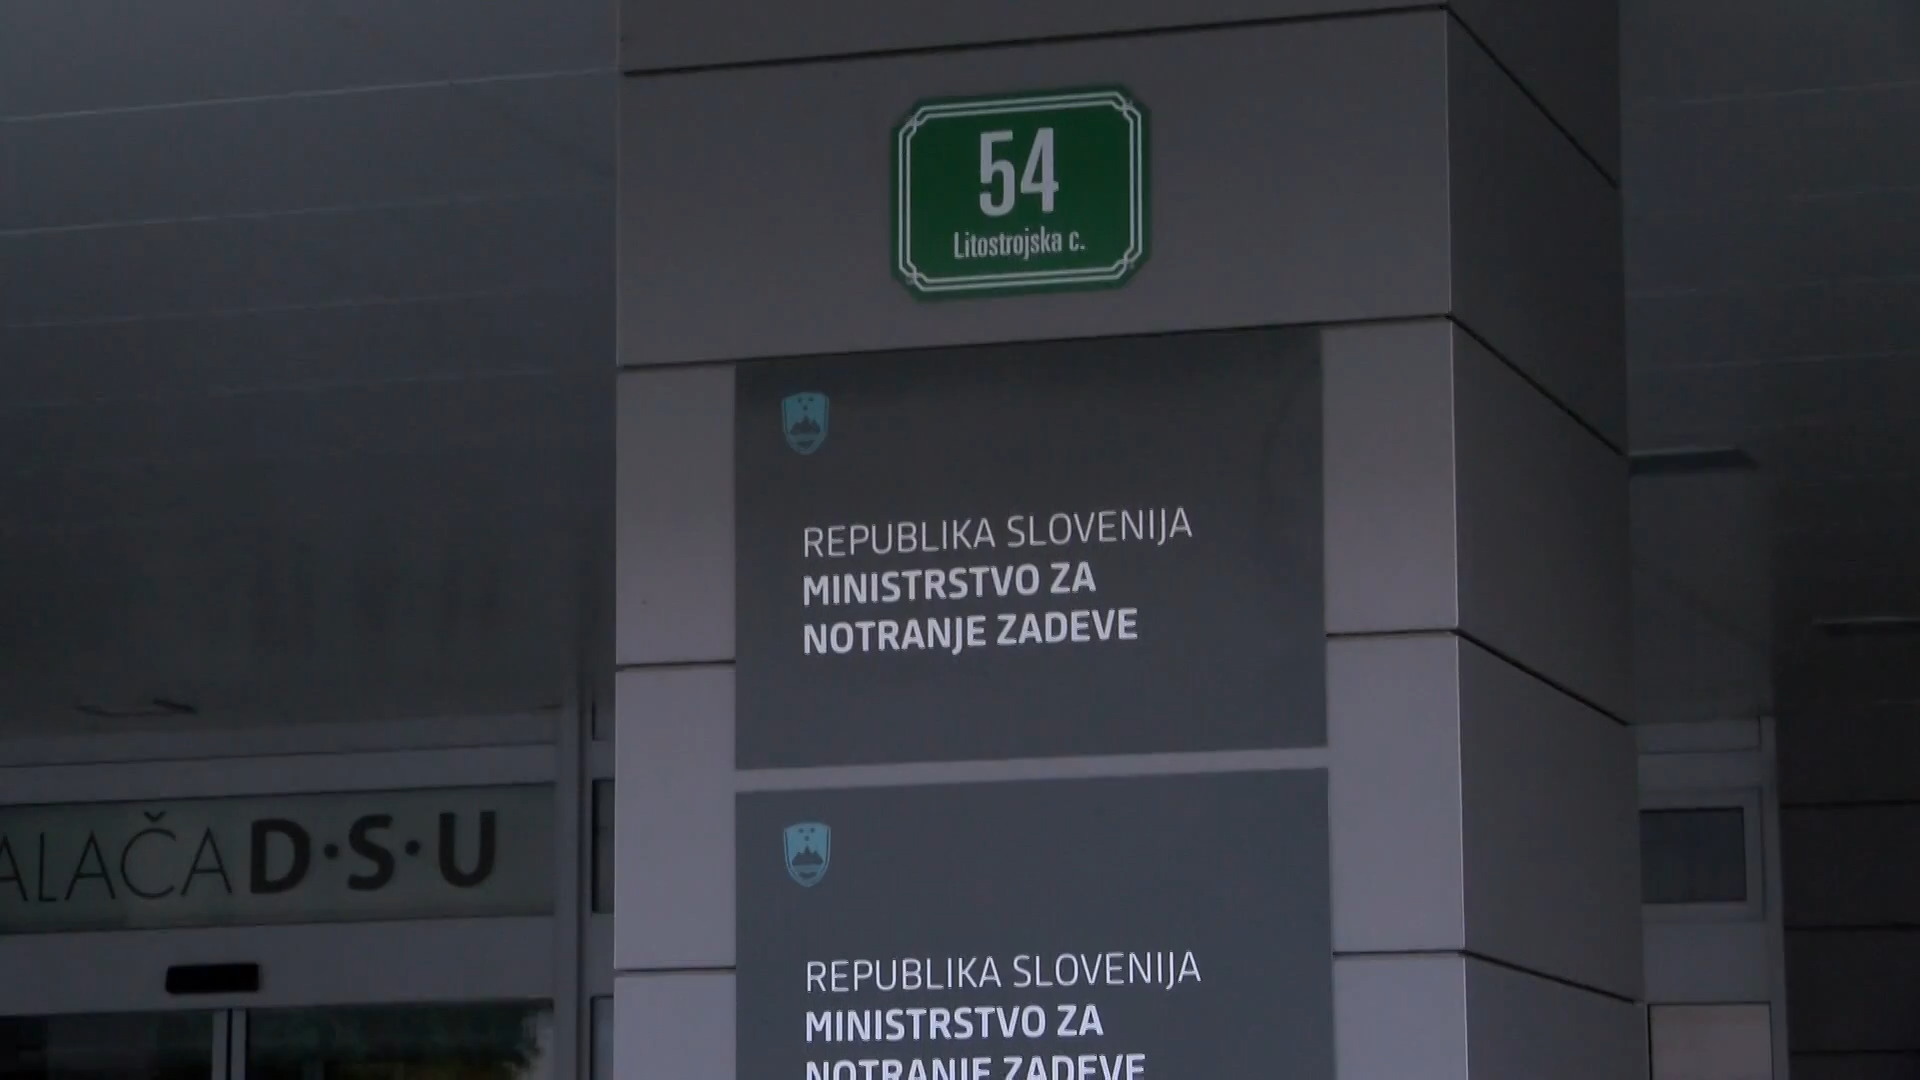 54
Litostrojska c.
REPUBLIKA SLOVENIJA
MINISTRSTVO ZA
NOTRANJE ZADEVE
ALAČA D·S·U
REPUBLIKA SLOVENIJA
MINISTRSTVO ZA
NOTRANJE ZADEVE